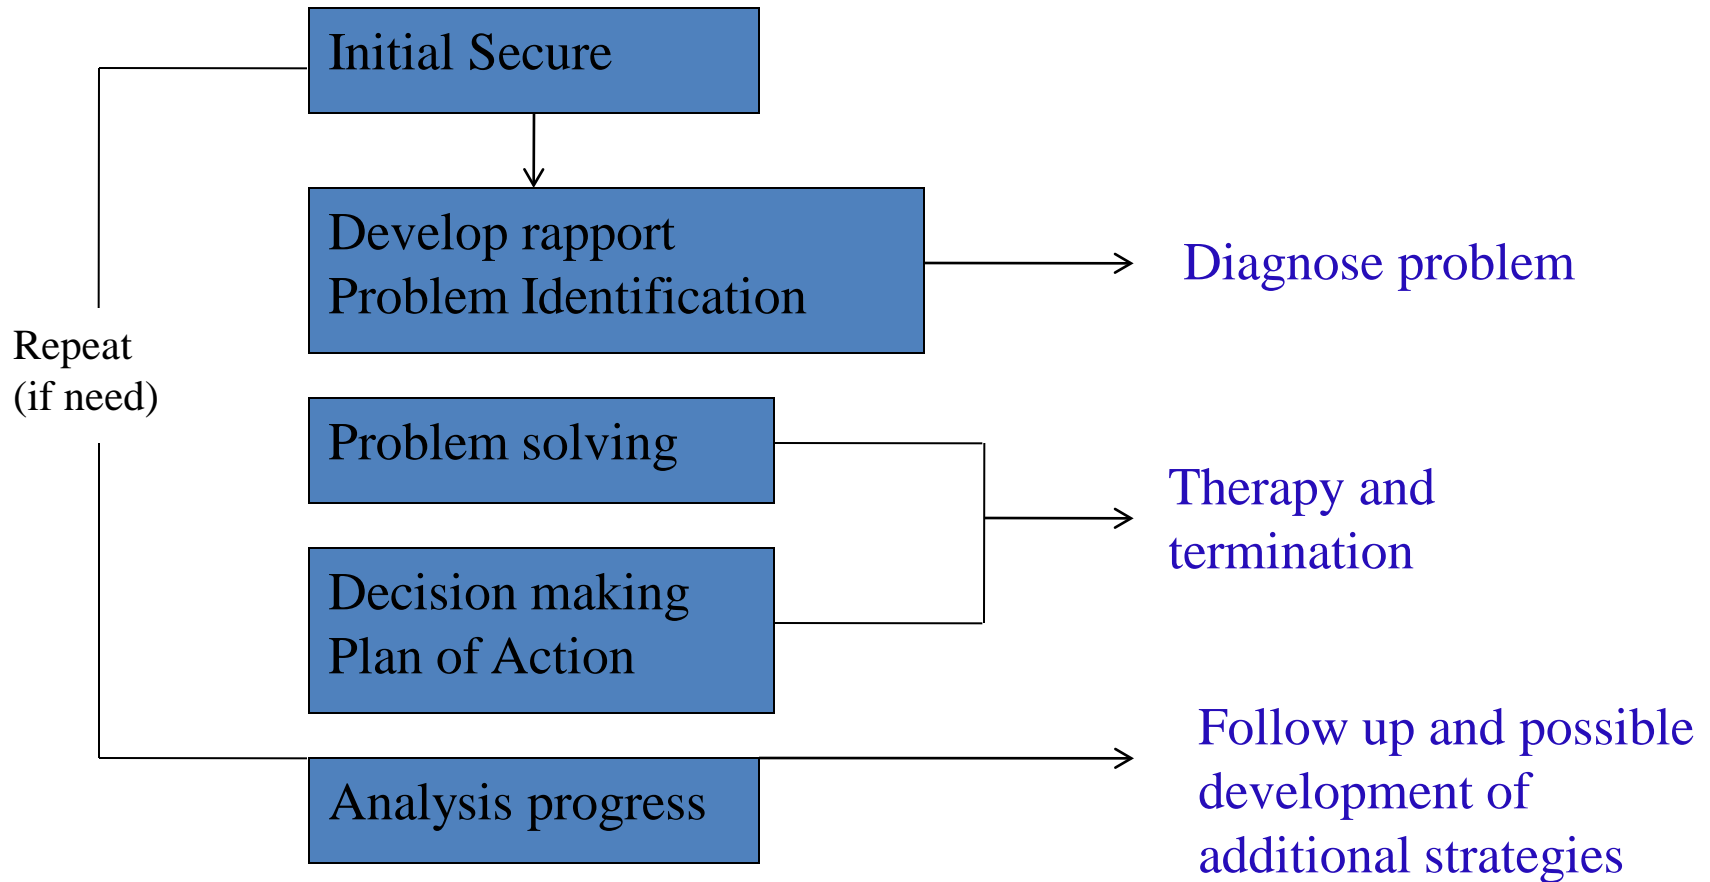 Initial Secure
Develop rapport
Problem Identification
Diagnose problem
Repeat
(if need)
Problem solving
Therapy and
termination
Decision making
Plan of Action
Analysis progress
Follow up and possible
development of
additional strategies